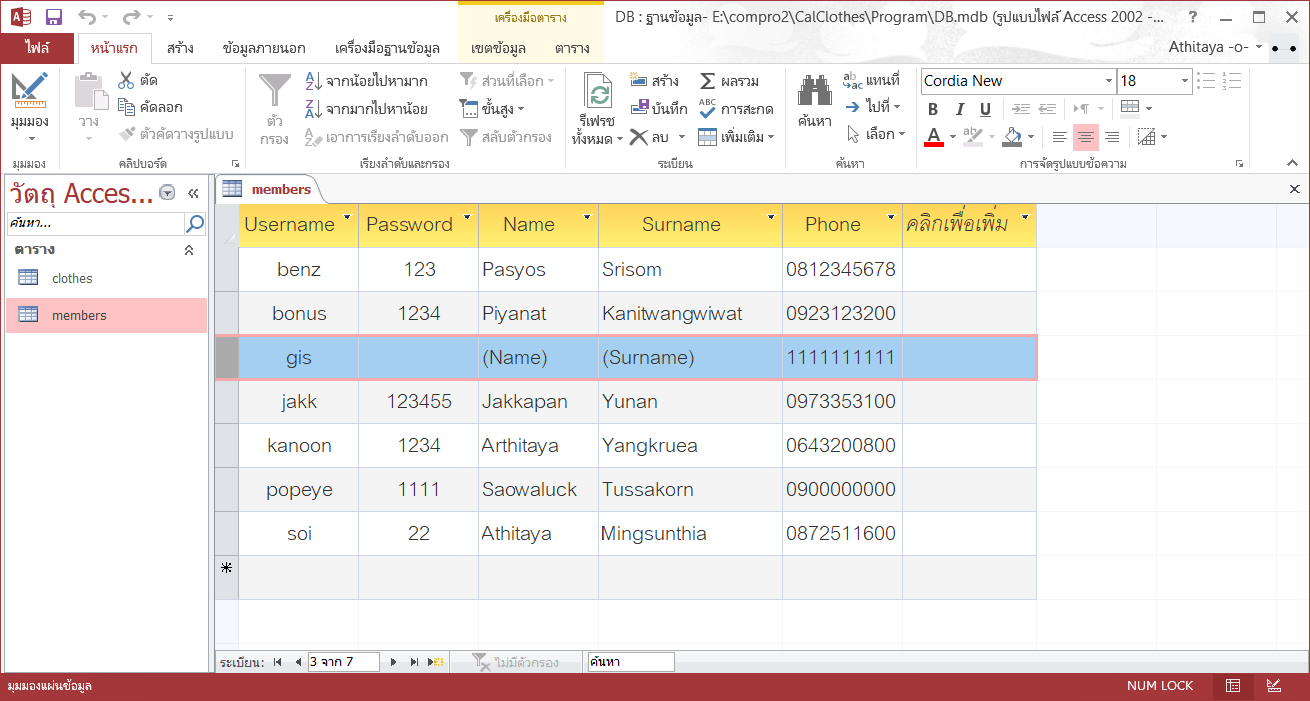 DB : ฐานข้อมูล- E:\compro2\CalClothes\Program\DB.mdb (รูปแบบไฟล์ Access 2002 -...
เครื่องมือตาราง
ไฟล์ หน้าแรก สร้าง ข้อมูลภายนอก เครื่องมือฐานข้อมูล เขตข้อมูล ตาราง Athitaya -o-
มุมมอง
มุมมอง
วาง
ตัด
คัดลอก
ตัวคัดวางรูปแบบ
คลิปบอร์ด
ตัวกรอง
จากน้อยไปหามาก
จากมากไปหาน้อย
เอาการเรียงลำดับออก
ส่วนที่เลือก
ขั้นสูง
สลับตัวกรอง
เรียงลำดับและกรอง
รีเฟรชทั้งหมด
สร้าง
บันทึก
ลบ
ผลรวม
การสะกด
เพิ่มเติม
ระเบียน
ค้นหา
แทนที่
ไปที่
เลือก
ค้นหา
Cordia New 18
B I U
การจัดรูปแบบข้อความ
วัตถุ Acces...
ค้นหา...
ตาราง
clothes
members
members
Username Password Name Surname Phone คลิกเพื่อเพิ่ม
benz 123 Pasyos Srisom 0812345678
bonus 1234 Piyanat Kanitwangwiwat 0923123200
gis (Name) (Surname) 1111111111
jakk 123455 Jakkapan Yunan 0973353100
kanoon 1234 Arthitaya Yangkruea 0643200800
popeye 1111 Saowaluck Tussakorn 0900000000
soi 22 Athitaya Mingsunthia 0872511600
ระเบียน: 3 จาก 7 ไม่มีตัวกรอง ค้นหา
มุมมองแผ่นข้อมูล NUM LOCK